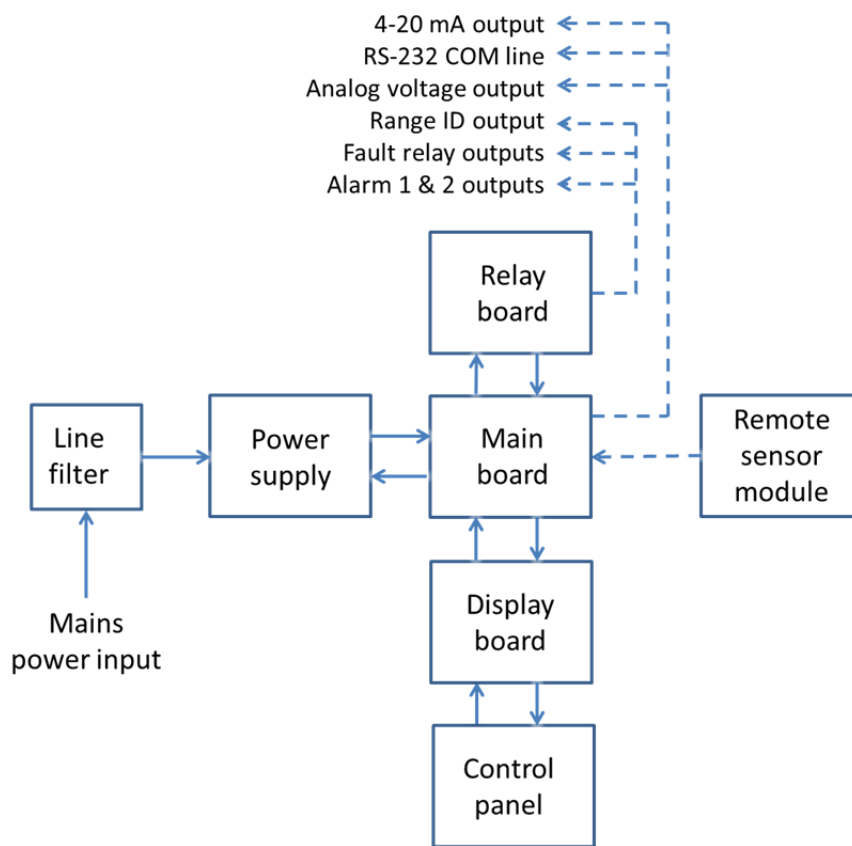 4-20 mA output
RS-232 COM line
Analog voltage output
Range ID output
Fault relay outputs
Alarm 1 & 2 outputs
Relay
board
Line
filter
Power
supply
Main
board
Remote
sensor
module
Mains
power input
Display
board
Control
panel